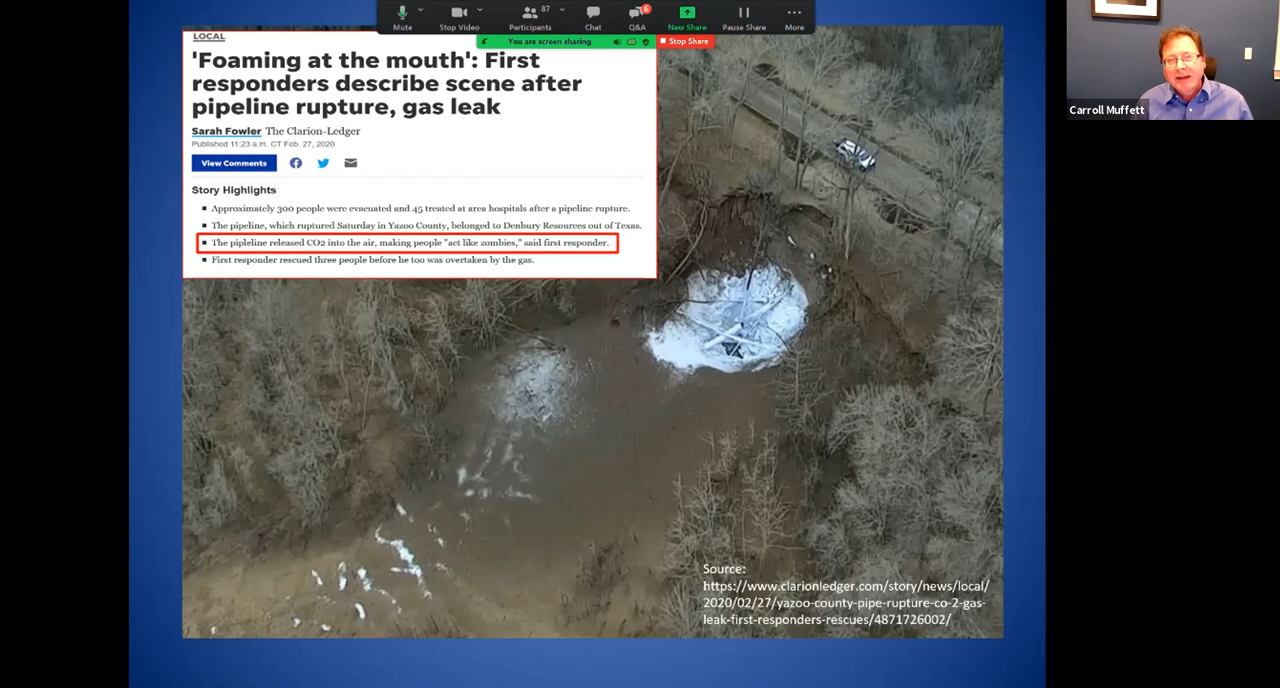 87
6
Mute
Stop Video
Participants
Chat
Q&A
New Share
Pause Share
More
You are screen sharing
Stop Share
LOCAL
'Foaming at the mouth': First
responders describe scene after
pipeline rupture, gas leak
Sarah Fowler The Clarion-Ledger
Published 11:23 a.m. CT Feb. 27, 2020
View Comments
Story Highlights
Approximately 300 people were evacuated and 45 treated at area hospitals after a pipeline rupture.
The pipeline, which ruptured Saturday in Yazoo County, belonged to Denbury Resources out of Texas.
The pipleline released CO2 into the air, making people "act like zombies," said first responder.
First responder rescued three people before he too was overtaken by the gas.
Source:
https://www.clarionledger.com/story/news/local/
2020/02/27/yazoo-county-pipe-rupture-co-2-gas-
leak-first-responders-rescues/4871726002/
Carroll Muffett